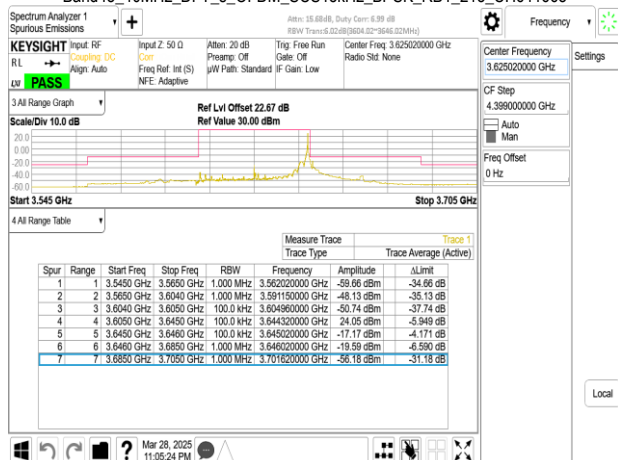 Spectrum Analyzer 1
Spurious Emissions
Attn: 15.68dB, Duty Corr: 6.99 dB
RBW Trans:6.02dB(3604.02~3646.02MHz)
Frequency
KEYSIGHT
Input: RF
Coupling: DC
Align: Auto
Input Z: 50 Ω
Corr
Freq Ref: Int (S)
NFE: Adaptive
Atten: 20 dB
Preamp: Off
µW Path: Standard
Trig: Free Run
Gate: Off
IF Gain: Low
Center Freq: 3.625020000 GHz
Radio Std: None
RL
PASS
Center Frequency
3.625020000 GHz
Settings
CF Step
4.399000000 GHz
Auto
Man
Freq Offset
0 Hz
3 All Range Graph
Scale/Div 10.0 dB
Ref Lvl Offset 22.67 dB
Ref Value 30.00 dBm
20.0
0.00
-20.0
-40.0
-60.0
Start 3.545 GHz
Stop 3.705 GHz
4 All Range Table
Measure Trace Trace 1
Trace Type Trace Average (Active)
Spur Range Start Freq Stop Freq RBW Frequency Amplitude ΔLimit
1 1 3.5450 GHz 3.5650 GHz 1.000 MHz 3.562020000 GHz -59.66 dBm -34.66 dB
2 2 3.5650 GHz 3.6040 GHz 1.000 MHz 3.591150000 GHz -48.13 dBm -35.13 dB
3 3 3.6040 GHz 3.6050 GHz 100.0 kHz 3.604960000 GHz -50.74 dBm -37.74 dB
4 4 3.6050 GHz 3.6450 GHz 100.0 kHz 3.644320000 GHz 24.05 dBm -5.949 dB
5 5 3.6450 GHz 3.6460 GHz 100.0 kHz 3.645020000 GHz -17.17 dBm -4.171 dB
6 6 3.6460 GHz 3.6850 GHz 1.000 MHz 3.646020000 GHz -19.59 dBm -6.590 dB
7 7 3.6850 GHz 3.7050 GHz 1.000 MHz 3.701620000 GHz -56.18 dBm -31.18 dB
Local
Mar 28, 2025
11:05:24 PM